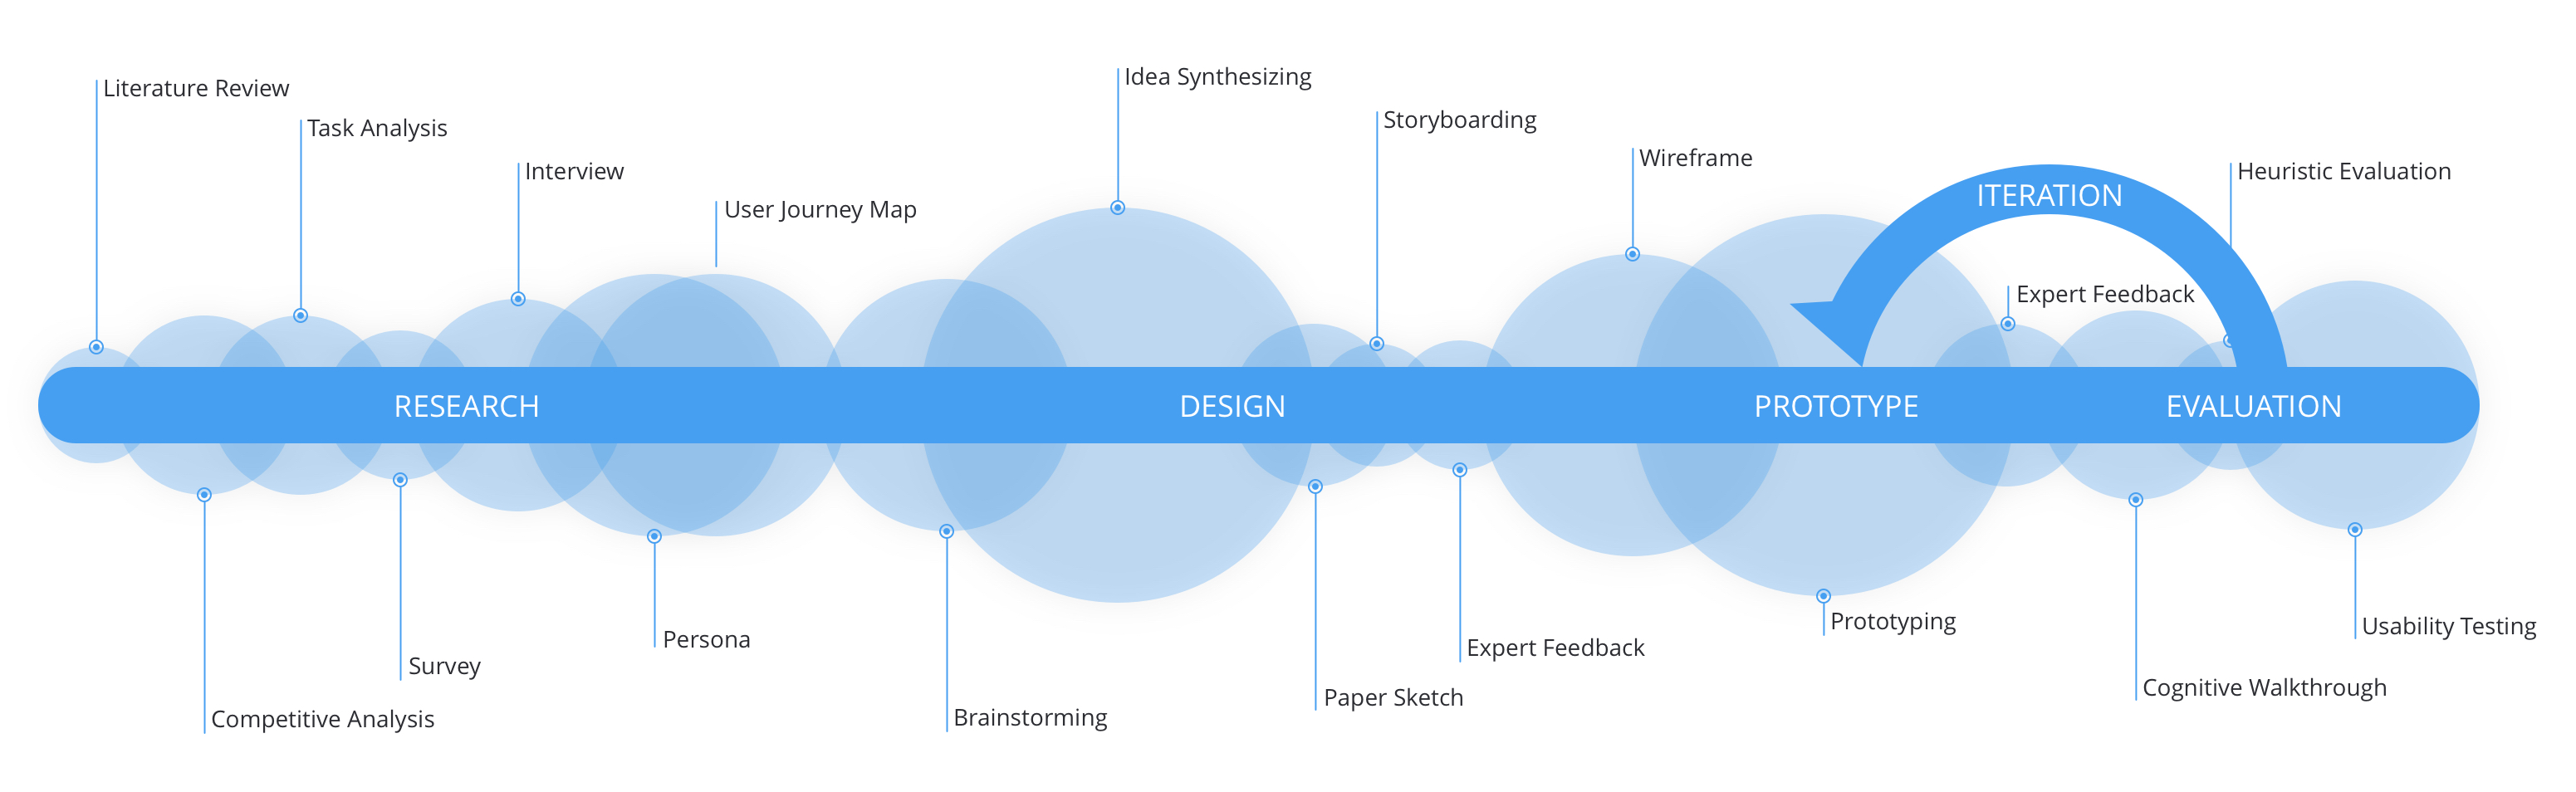 Literature Review
Task Analysis
Interview
User Journey Map
Idea Synthesizing
Storyboarding
Wireframe
ITERATION
Heuristic Evaluation
Expert Feedback
RESEARCH
DESIGN
PROTOTYPE
EVALUATION
Competitive Analysis
Survey
Persona
Brainstorming
Paper Sketch
Expert Feedback
Prototyping
Cognitive Walkthrough
Usability Testing